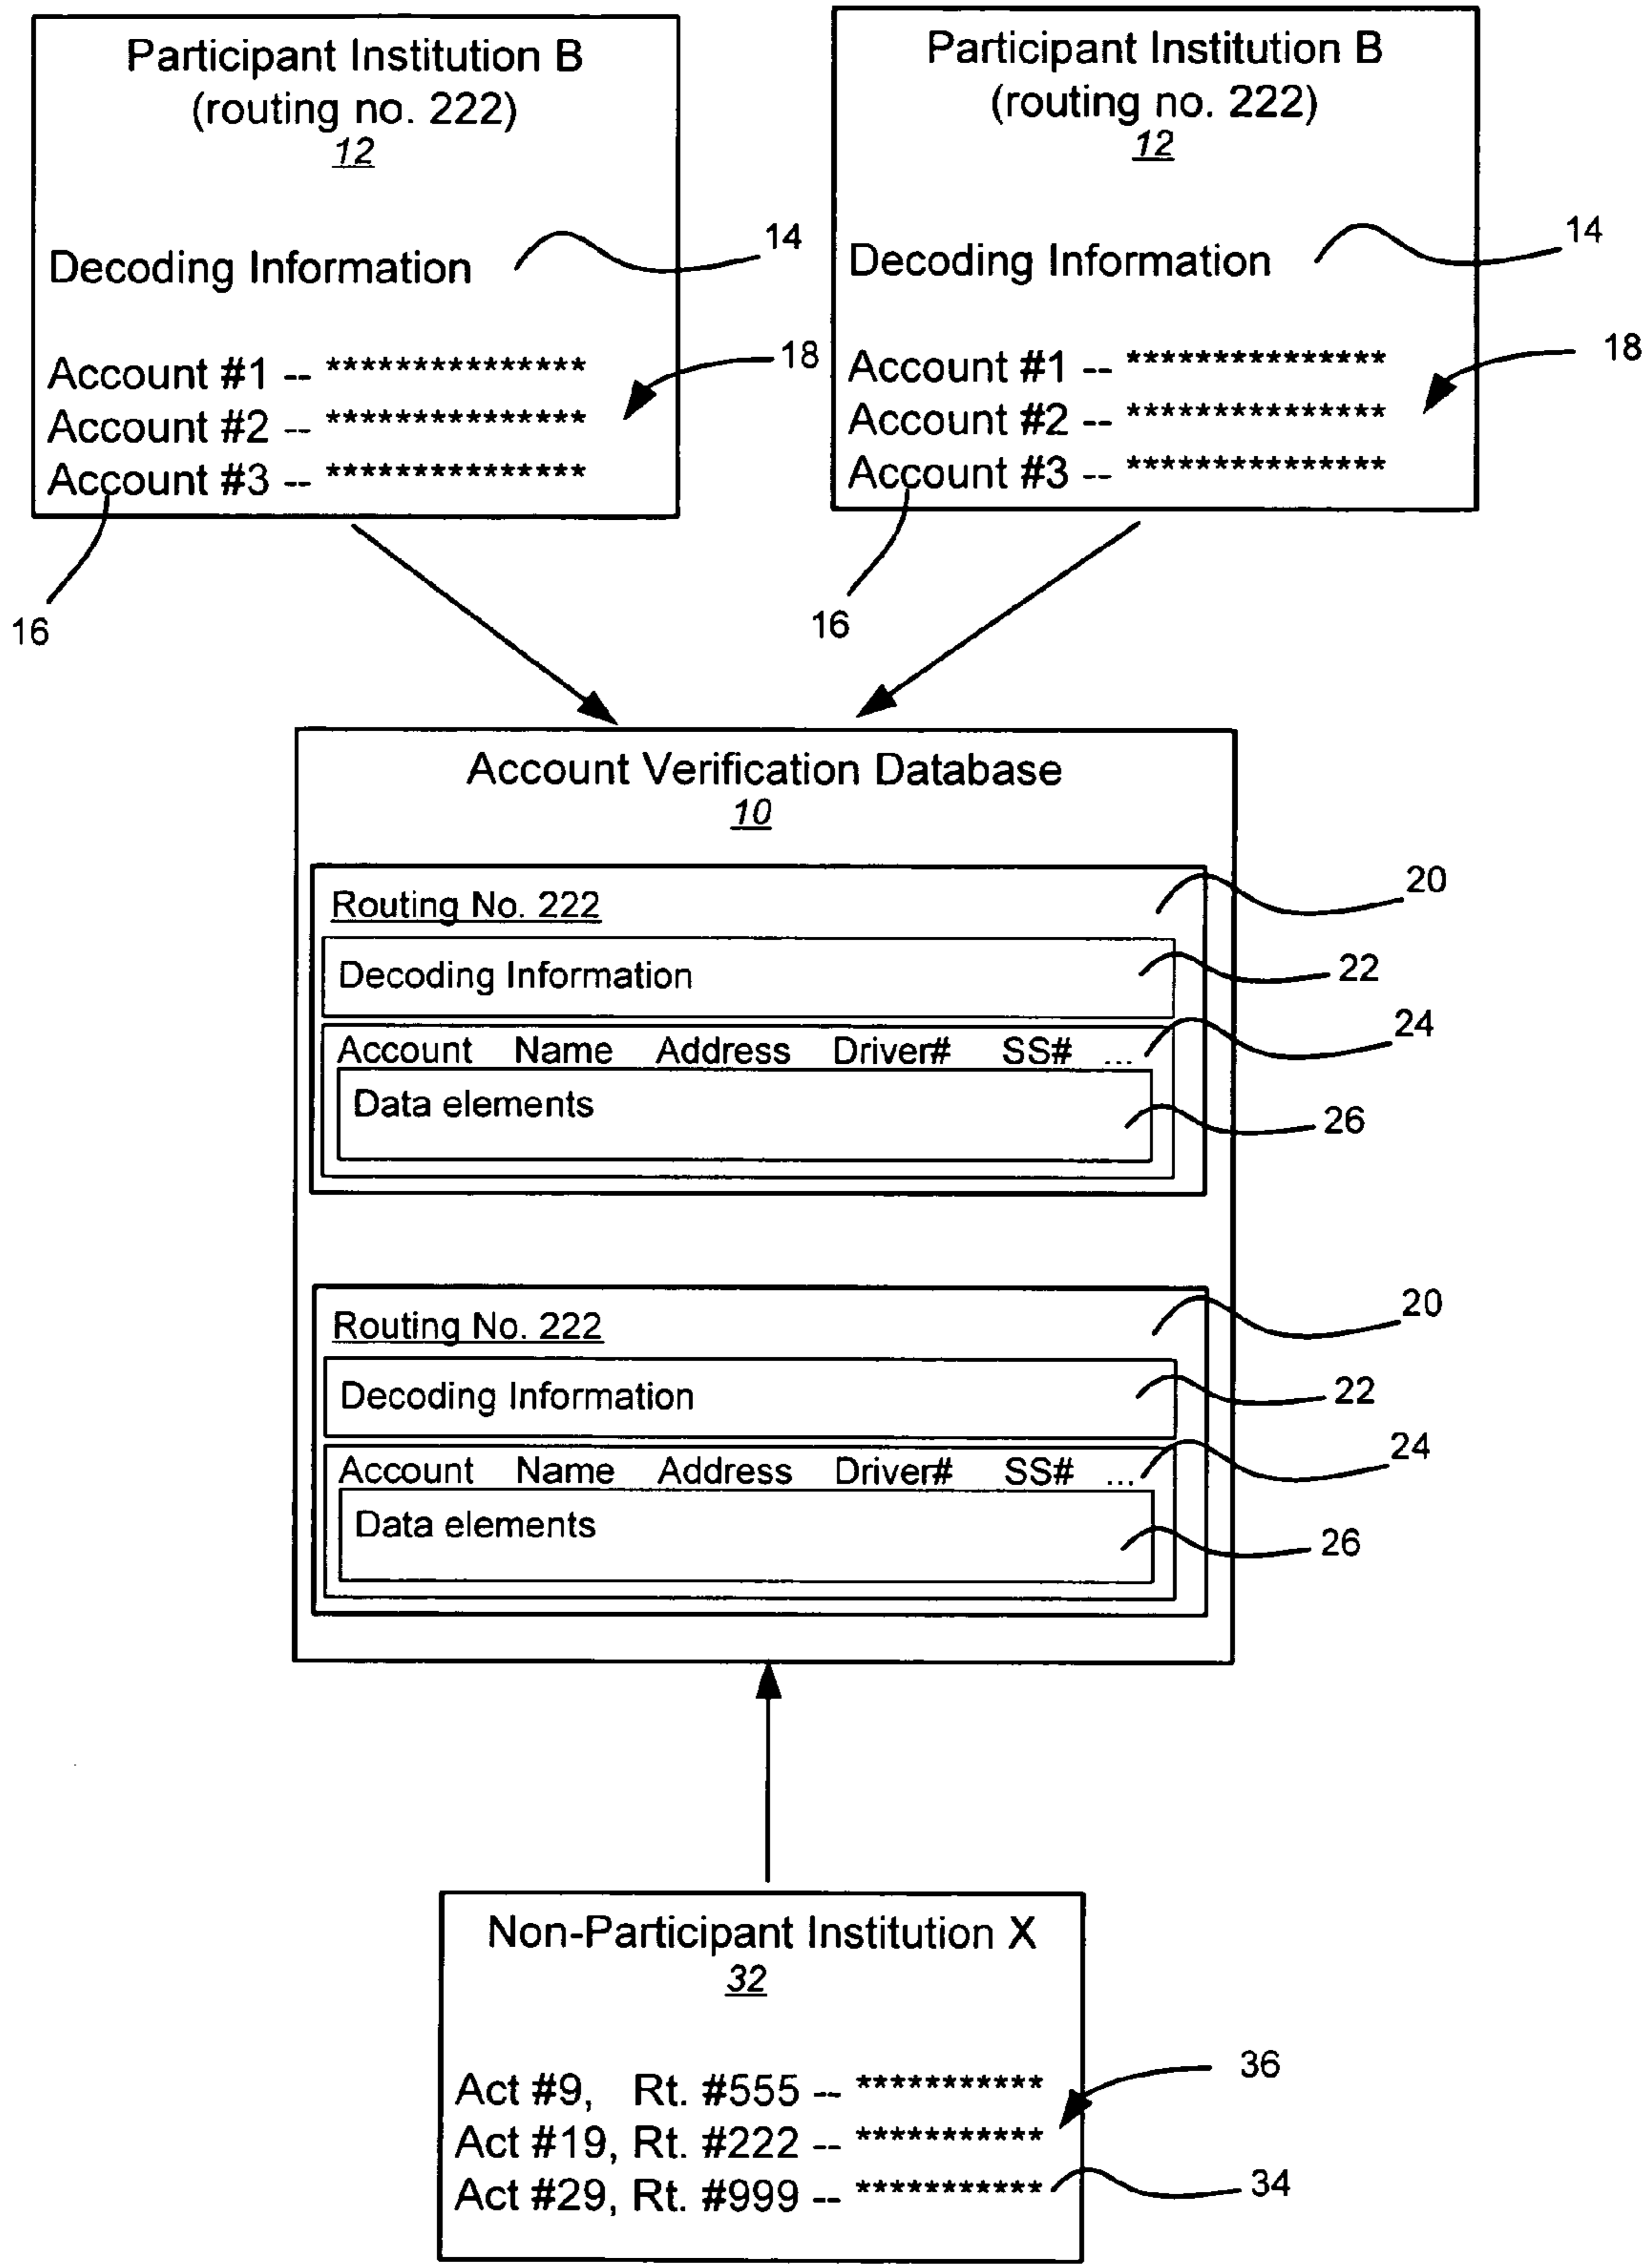 Participant Institution B
(routing no. 222)
12
Decoding Information
14
Account #1 -- ***************
Account #2 -- ***************
Account #3 -- ***************
18
16
Participant Institution B
(routing no. 222)
12
Decoding Information
14
Account #1 -- ***************
Account #2 -- ***************
Account #3 -- ***************
18
16
Account Verification Database
10
Routing No. 222
20
Decoding Information
22
Account Name Address Driver# SS# ...
24
Data elements
26
Routing No. 222
20
Decoding Information
22
Account Name Address Driver# SS# ...
24
Data elements
26
Non-Participant Institution X
32
Act #9, Rt. #555 -- ***********
Act #19, Rt. #222 -- ***********
Act #29, Rt. #999 -- ***********
36
34